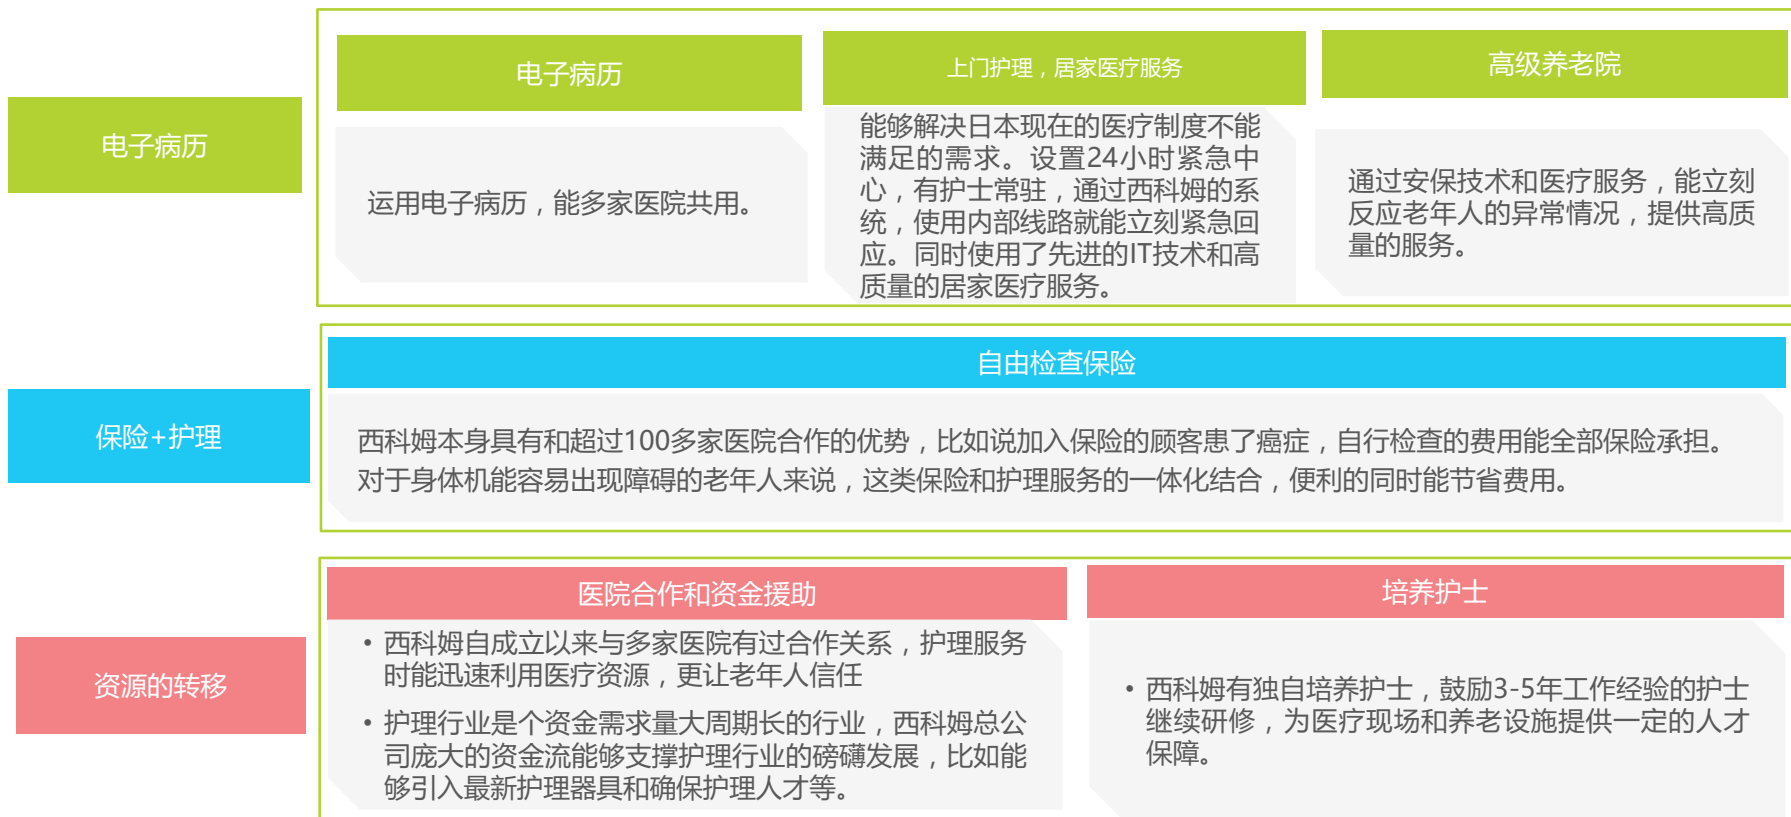 电子病历
电子病历
运用电子病历，能多家医院共用。
上门护理，居家医疗服务
能够解决日本现在的医疗制度不能
满足的需求。设置24小时紧急中
心，有护士常驻，通过西科姆的系
统，使用内部线路就能立刻紧急回
应。同时使用了先进的IT技术和高
质量的居家医疗服务。
高级养老院
通过安保技术和医疗服务，能立刻
反应老年人的异常情况，提供高质
量的服务。
保险+护理
自由检查保险
西科姆本身具有和超过100多家医院合作的优势，比如说加入保险的顾客患了癌症，自行检查的费用能全部保险承担。
对于身体机能容易出现障碍的老年人来说，这类保险和护理服务的一体化结合，便利的同时能节省费用。
资源的转移
医院合作和资金援助
• 西科姆自成立以来与多家医院有过合作关系，护理服务
时能迅速利用医疗资源，更让老年人信任
• 护理行业是个资金需求量大周期长的行业，西科姆总公
司庞大的资金流能够支撑护理行业的磅礴发展，比如能
够引入最新护理器具和确保护理人才等。
培养护士
• 西科姆有独自培养护士，鼓励3-5年工作经验的护士
继续研修，为医疗现场和养老设施提供一定的人才
保障。